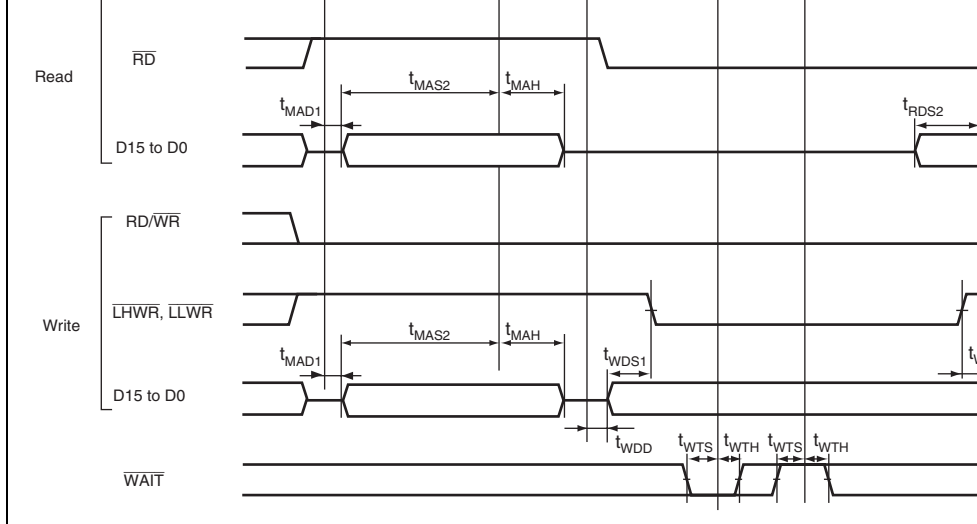 Read
RD
tMAS2 tMAH
tMAD1
tRDS2
D15 to D0
RD/WR
Write
LHWR, LLWR
tMAS2 tMAH
tMAD1
tWDS1
D15 to D0
tWDD
tWTS tWTH tWTS tWTH
WAIT